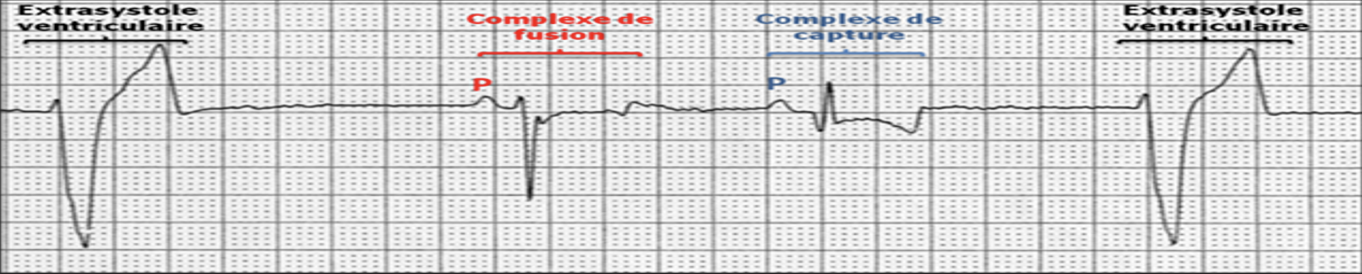 Extrasystole
ventriculaire
Complexe de
fusion
P
Complexe de
capture
P
Extrasystole
ventriculaire